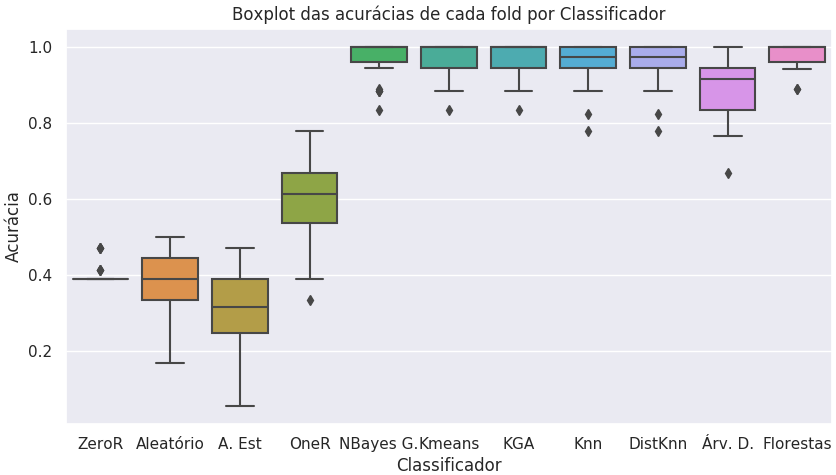 Boxplot das acurácias de cada fold por Classificador
1.0
0.8
0.6
0.4
0.2
Acurácia
ZeroR Aleatório A. Est OneR NBayes G. Kmeans KGA Knn DistKnn Árv. D. Florestas
Classificador